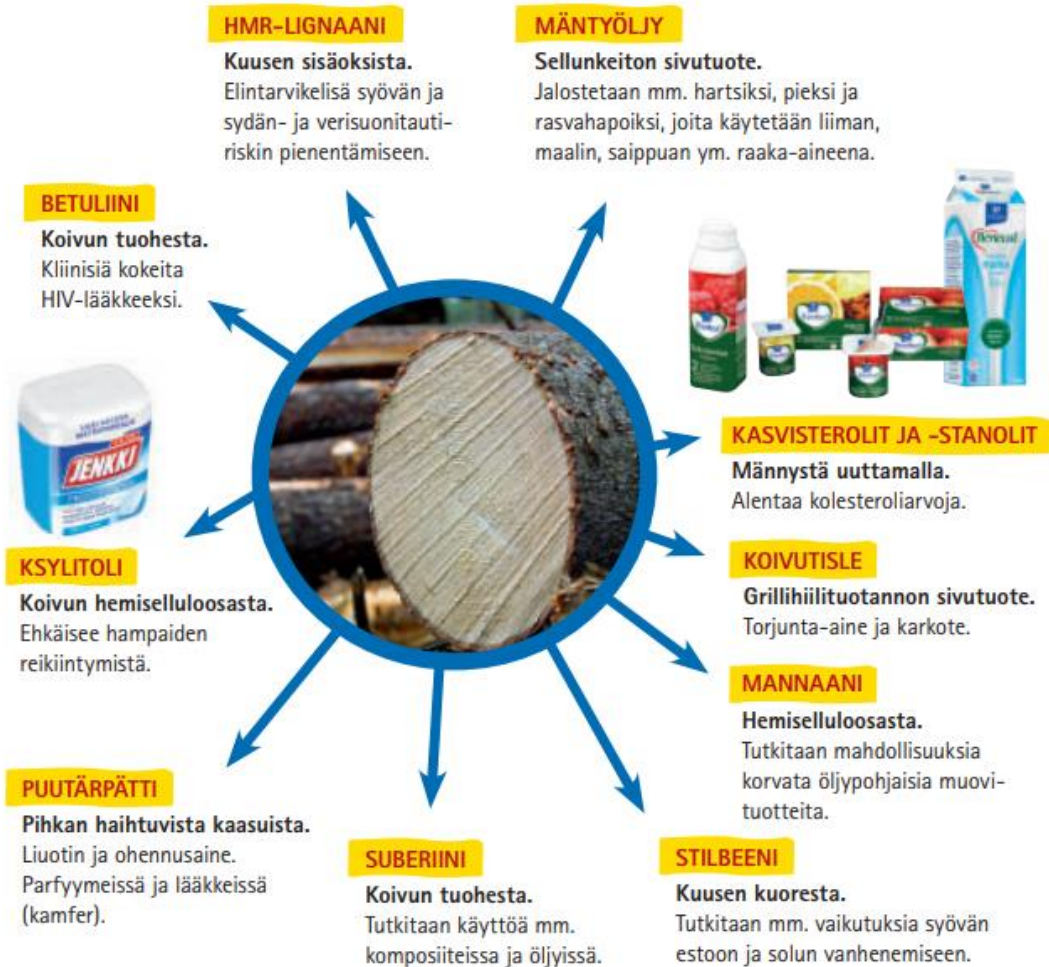 HMR-LIGNAANI
Kuusen sisäoksista.
Elintarvikelisä syövän ja
sydän- ja verisuonitauti-
riskin pienentämiseen.
MÄNTYÖLJY
Sellunkeiton sivutuote.
Jalostetaan mm. hartsiksi, pieksi ja
rasvahapoiksi, joita käytetään liiman,
maalin, saippuan ym. raaka-aineena.
BETULIINI
Koivun tuohesta.
Kliinisiä kokeita
HIV-lääkkeeksi.
JENKKI
KASVISTEROLIT JA -STANOLIT
Männystä uuttamalla.
Alentaa kolesteroliarvoja.
KSYLITOLI
Koivun hemiselluloosasta.
Ehkäisee hampaiden
reikiintymistä.
KOIVUTISLE
Grillihiilituotannon sivutuote.
Torjunta-aine ja karkote.
MANNAANI
Hemiselluloosasta.
Tutkitaan mahdollisuuksia
korvata öljypohjaisia muovi-
tuotteita.
PUUTÄRPÄTTI
Pihkan haihtuvista kaasuista.
Liuotin ja ohennusaine.
Parfyymeissä ja lääkkeissä
(kamfer).
SUBERIINI
Koivun tuohesta.
Tutkitaan käyttöä mm.
komposiiteissa ja öljyissä.
STILBEENI
Kuusen kuoresta.
Tutkitaan mm. vaikutuksia syövän
estoon ja solun vanhenemiseen.